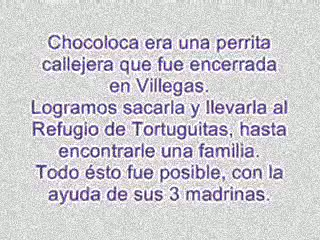 Chocoloca era una perrita
callejera que fue encerrada
en Villegas.
Logramos sacarla y llevarla al
Refugio de Tortuguitas, hasta
encontrarle una familia.
Todo ésto fue posible, con la
ayuda de sus 3 madrinas.